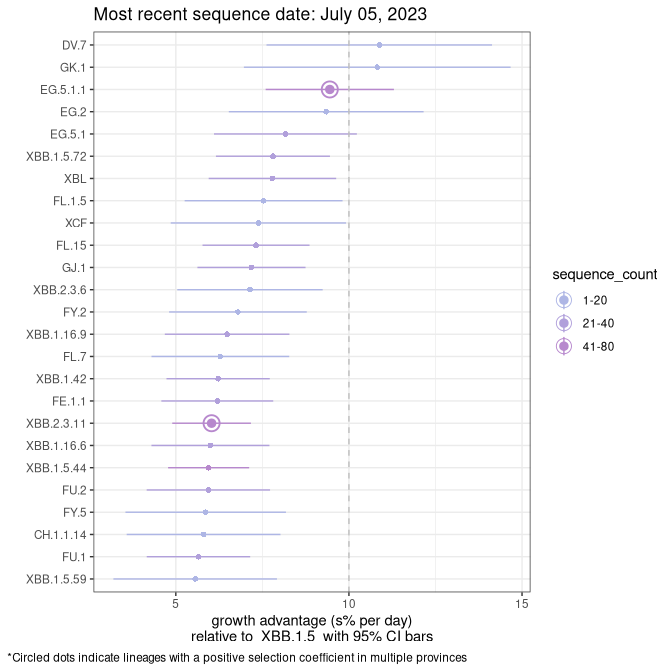 Most recent sequence date: July 05, 2023
DV.7
GK.1
EG.5.1.1
EG.2
EG.5.1
XBB.1.5.72
XBL
FL.1.5
XCF
FL.15
GJ.1
XBB.2.3.6
FY.2
XBB.1.16.9
FL.7
XBB.1.42
FE.1.1
XBB.2.3.11
XBB.1.16.6
XBB.1.5.44
FU.2
FY.5
CH.1.1.14
FU.1
XBB.1.5.59
5 10 15
growth advantage (s% per day)
relative to XBB.1.5 with 95% CI bars
sequence_count
1-20
21-40
41-80
*Circled dots indicate lineages with a positive selection coefficient in multiple provinces